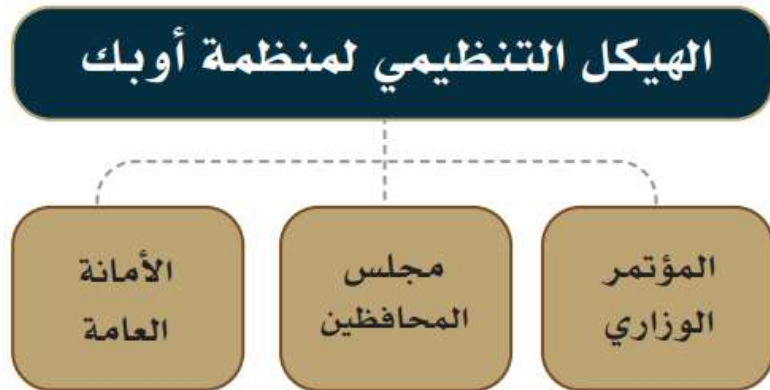 الهيكل التنظيمي لمنظمة أوبك
المؤتمر
الوزاري
مجلس
المحافظين
الأمانة
العامة